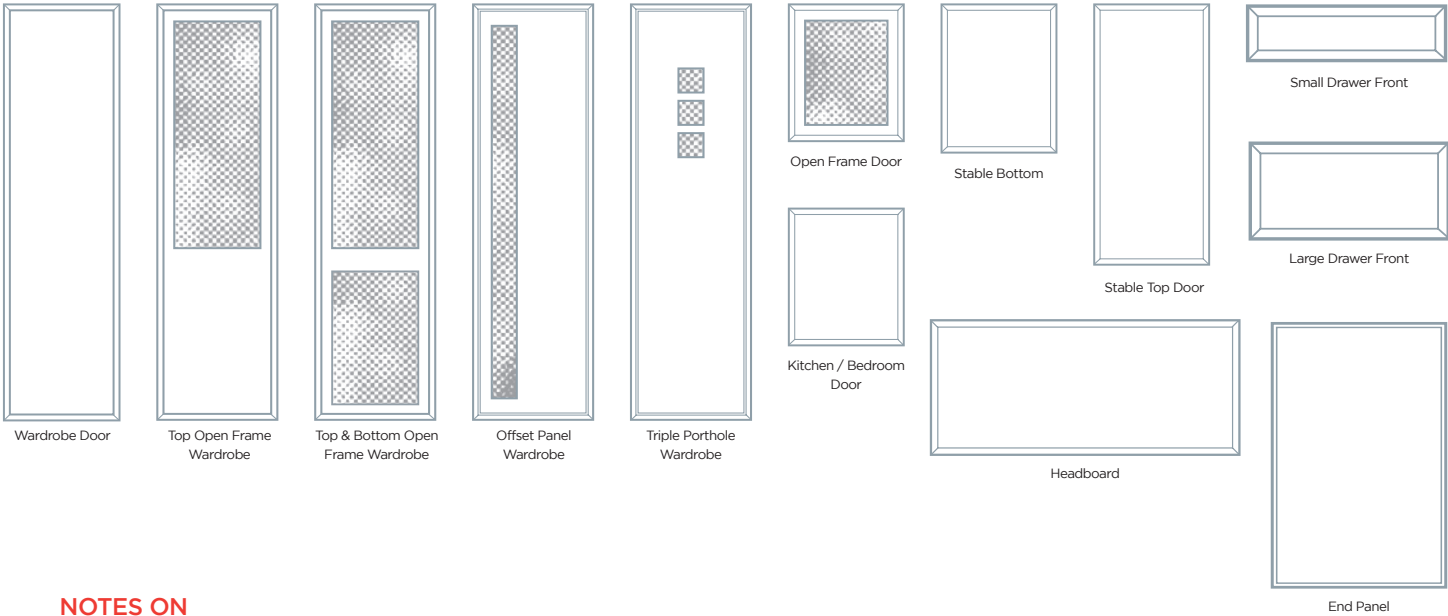 Wardrobe Door
Top Open Frame
Wardrobe
Top & Bottom Open
Frame Wardrobe
Offset Panel
Wardrobe
Triple Porthole
Wardrobe
Open Frame Door
Kitchen / Bedroom
Door
Stable Bottom
Stable Top Door
Small Drawer Front
Large Drawer Front
Headboard
End Panel
NOTES ON